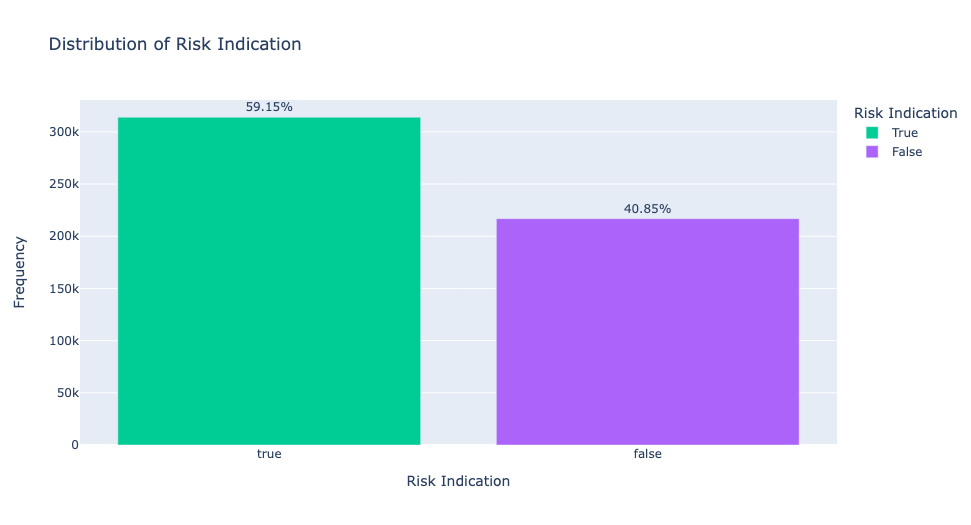 Distribution of Risk Indication
59.15%
40.85%
300k
250k
200k
150k
100k
50k
0
Frequency
true
false
Risk Indication
Risk Indication
True
False